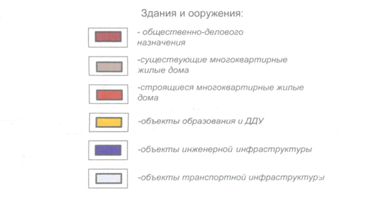 Здания и ооружения:
- общественно-делового
назначения
-существующие многоквартирные
жилые дома
-строящиеся многоквартирные жилые
дома
-объекты образования и ДДУ
-объекты инженерной инфраструктуры
-объекты транспортной инфраструктуры